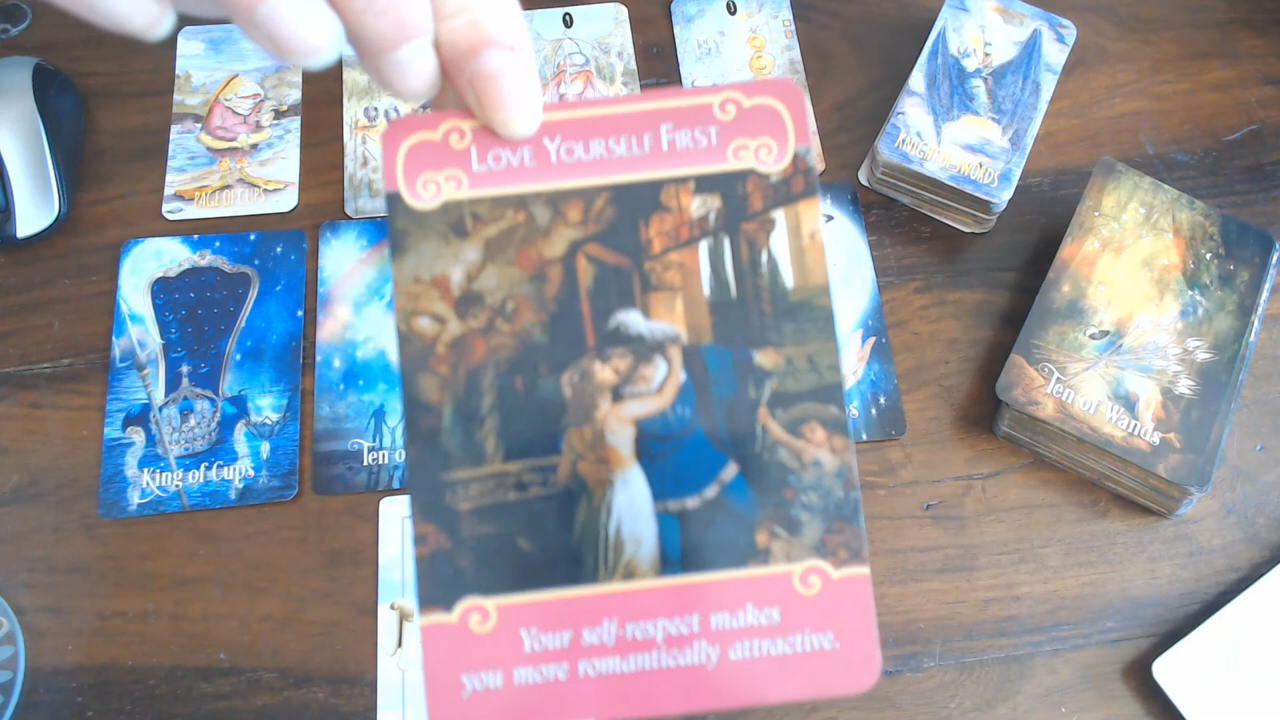 PAGE OF CUPS
KNIGHT OF SWORDS
LOVE YOURSELF FIRST
King of Cups
Ten o
Ten of Wands
Your self-respect makes
you more romantically attractive.